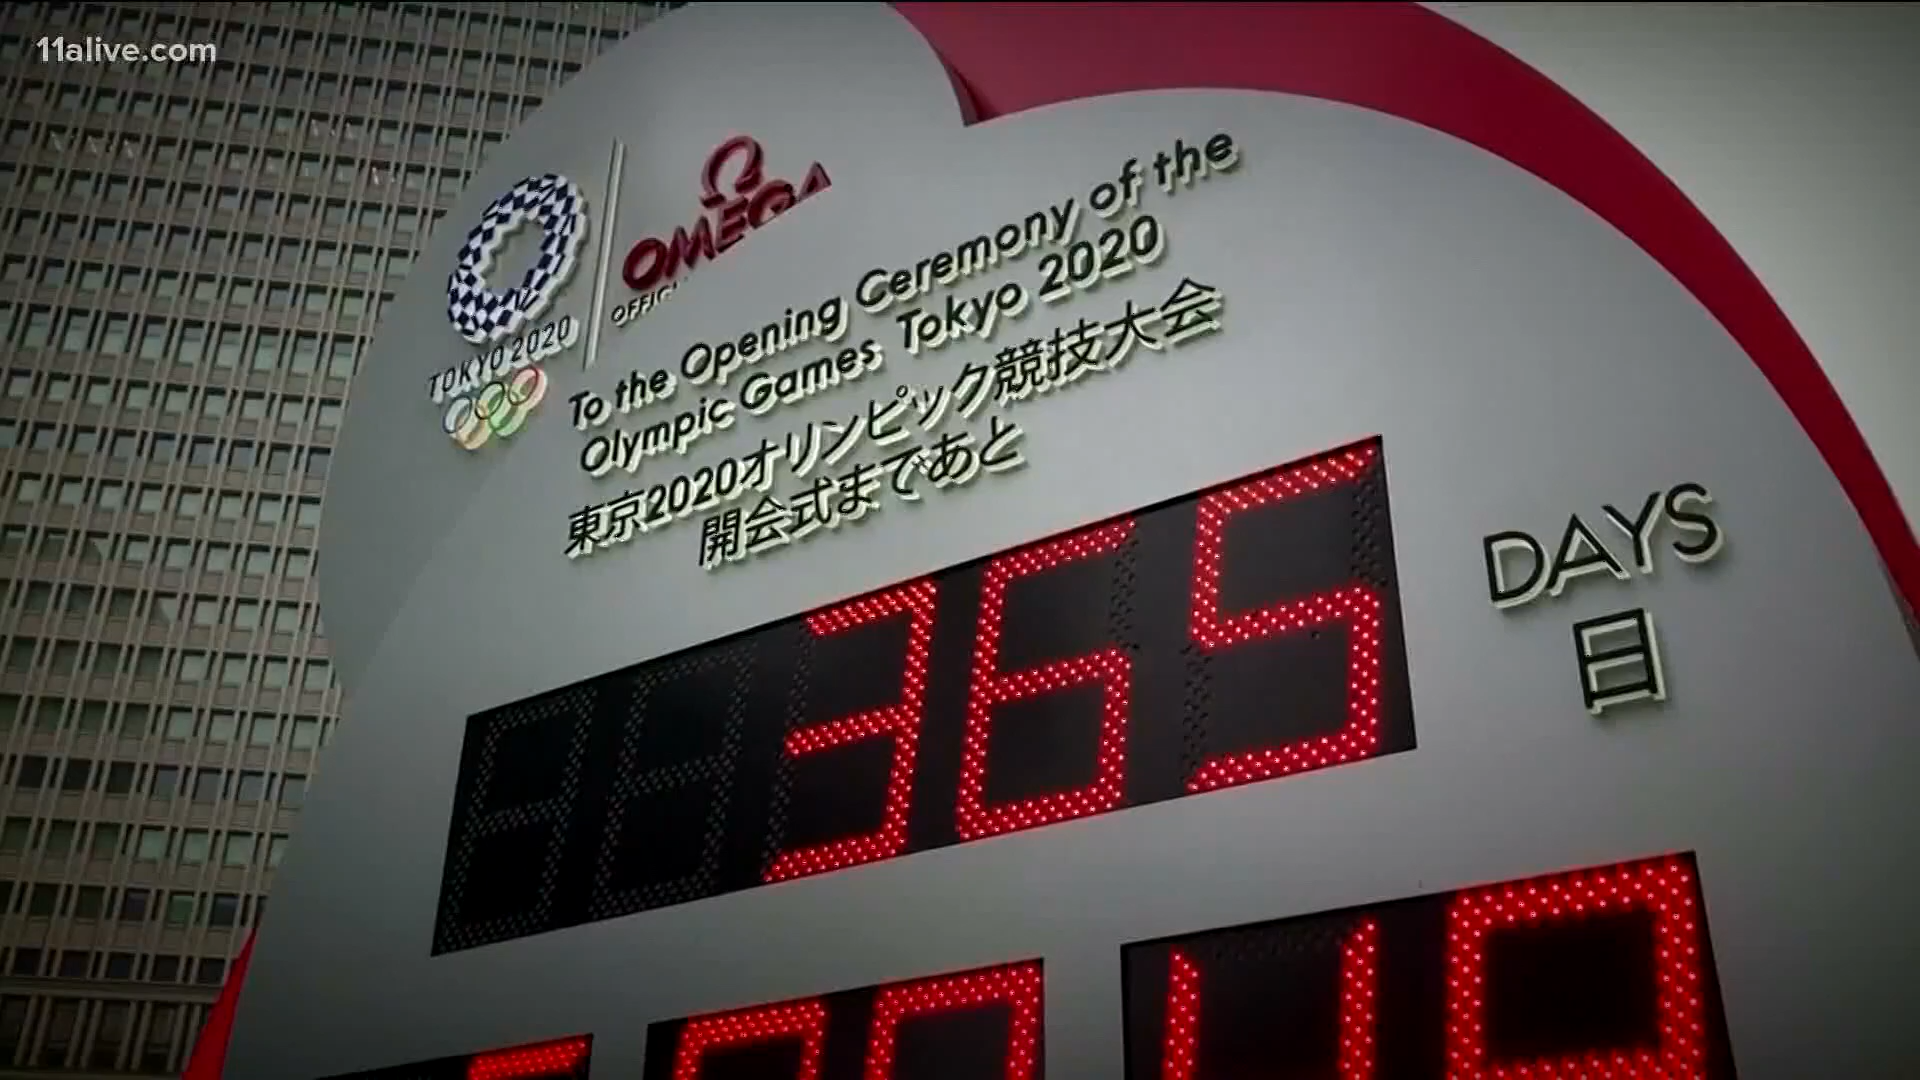 11alive.com
OMEGA
TOKYO 2020
To the Opening Ceremony of the
Olympic Games Tokyo 2020
東京2020オリンピック競技大会
開会式まであと
365
DAYS
日